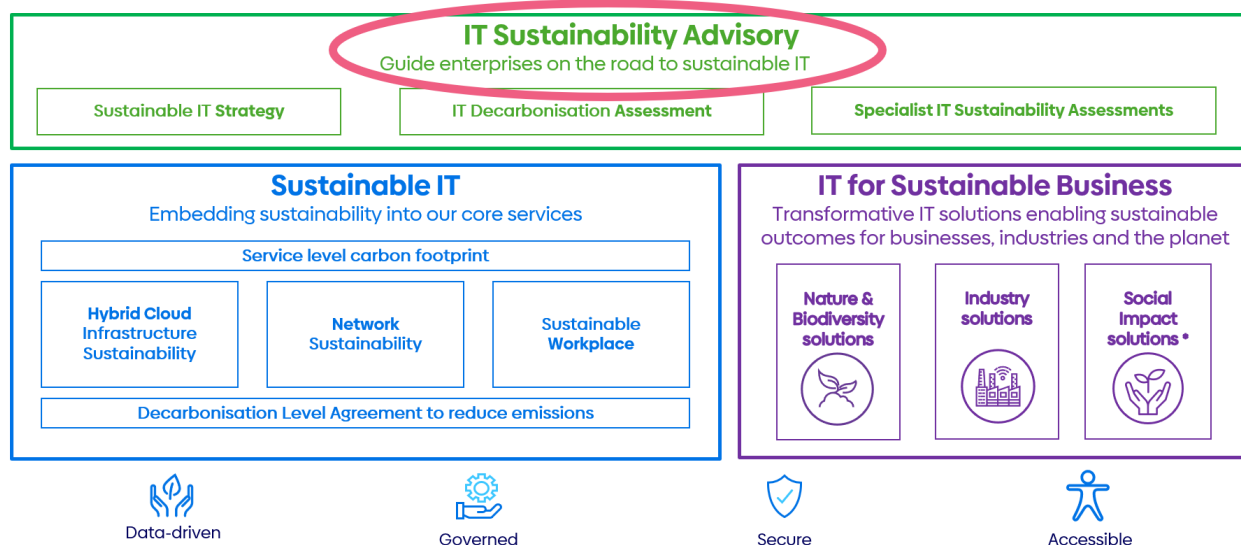 IT Sustainability Advisory
Guide enterprises on the road to sustainable IT
Sustainable IT Strategy
IT Decarbonisation Assessment
Specialist IT Sustainability Assessments
Sustainable IT
Embedding sustainability into our core services
Service level carbon footprint
Hybrid Cloud
Infrastructure
Sustainability
Network
Sustainability
Sustainable
Workplace
Decarbonisation Level Agreement to reduce emissions
IT for Sustainable Business
Transformative IT solutions enabling sustainable
outcomes for businesses, industries and the planet
Nature &
Biodiversity
solutions
Industry
solutions
Social
Impact
solutions *
Data-driven
Governed
Secure
Accessible